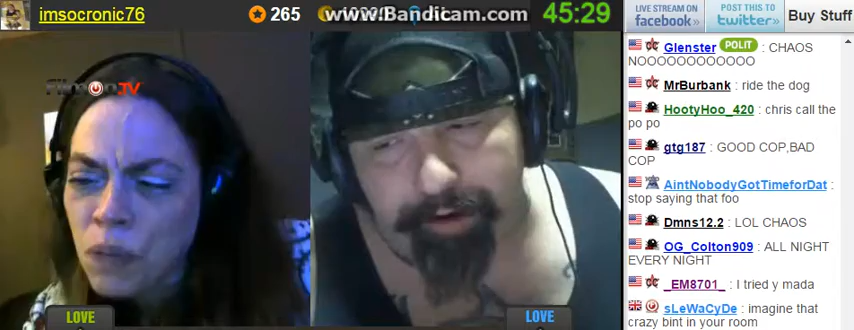 imsocronic76
265
www.Bandicam.com
45:29
LIVE STREAM ON
facebook»
POST THIS TO
twitter»
Buy Stuff
FilmOn.TV
LOVE
LOVE
Glenster POLIT : CHAOS
NOOOOOOOOOOOO
MrBurbank : ride the dog
HootyHoo_420 : chris call the
po po
gtg187 : GOOD COP,BAD
COP
AintNobodyGotTimeforDat :
stop saying that foo
Dmns12.2 : LOL CHAOS
OG_Colton909 : ALL NIGHT
EVERY NIGHT
_EM8701_ : I tried y mada
sLeWaCyDe : imagine that
crazy bint in your room